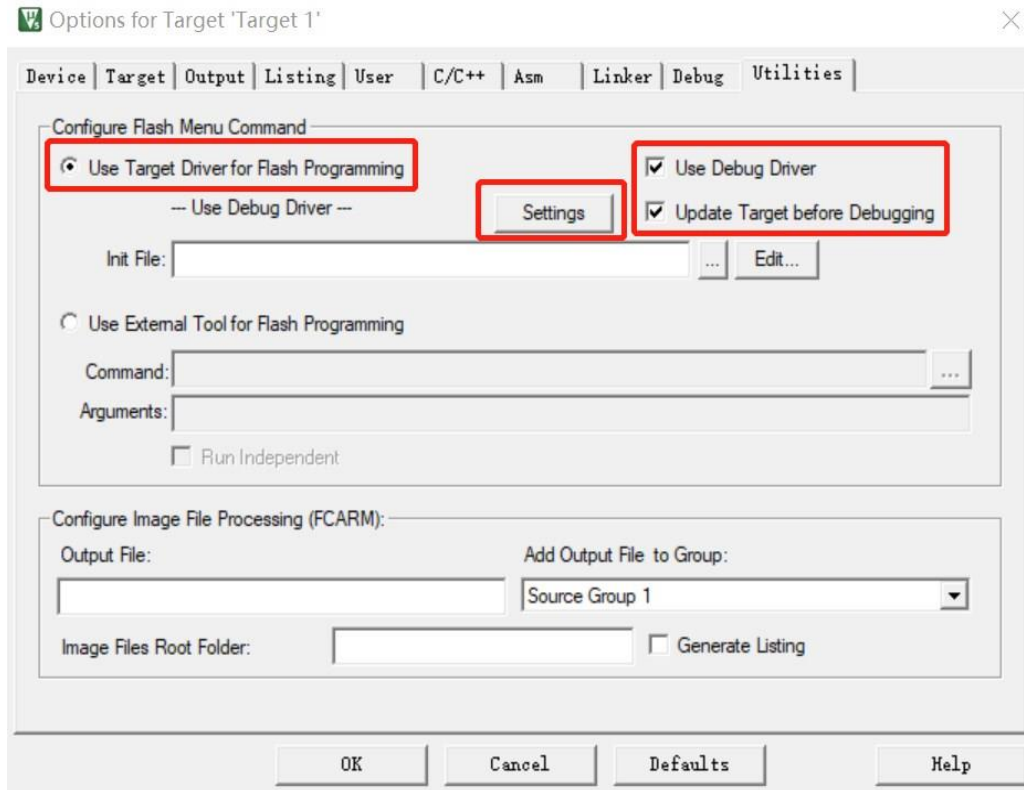 Options for Target 'Target 1'
Device Target Output Listing User C/C++ Asm Linker Debug Utilities
Configure Flash Menu Command
Use Target Driver for Flash Programming
Use Debug Driver
--- Use Debug Driver ---
Settings
Update Target before Debugging
Init File:
...
Edit...
Use External Tool for Flash Programming
Command:
...
Arguments:
Run Independent
Configure Image File Processing (FCARM):
Output File:
Add Output File to Group:
Source Group 1
Image Files Root Folder:
Generate Listing
OK Cancel Defaults Help